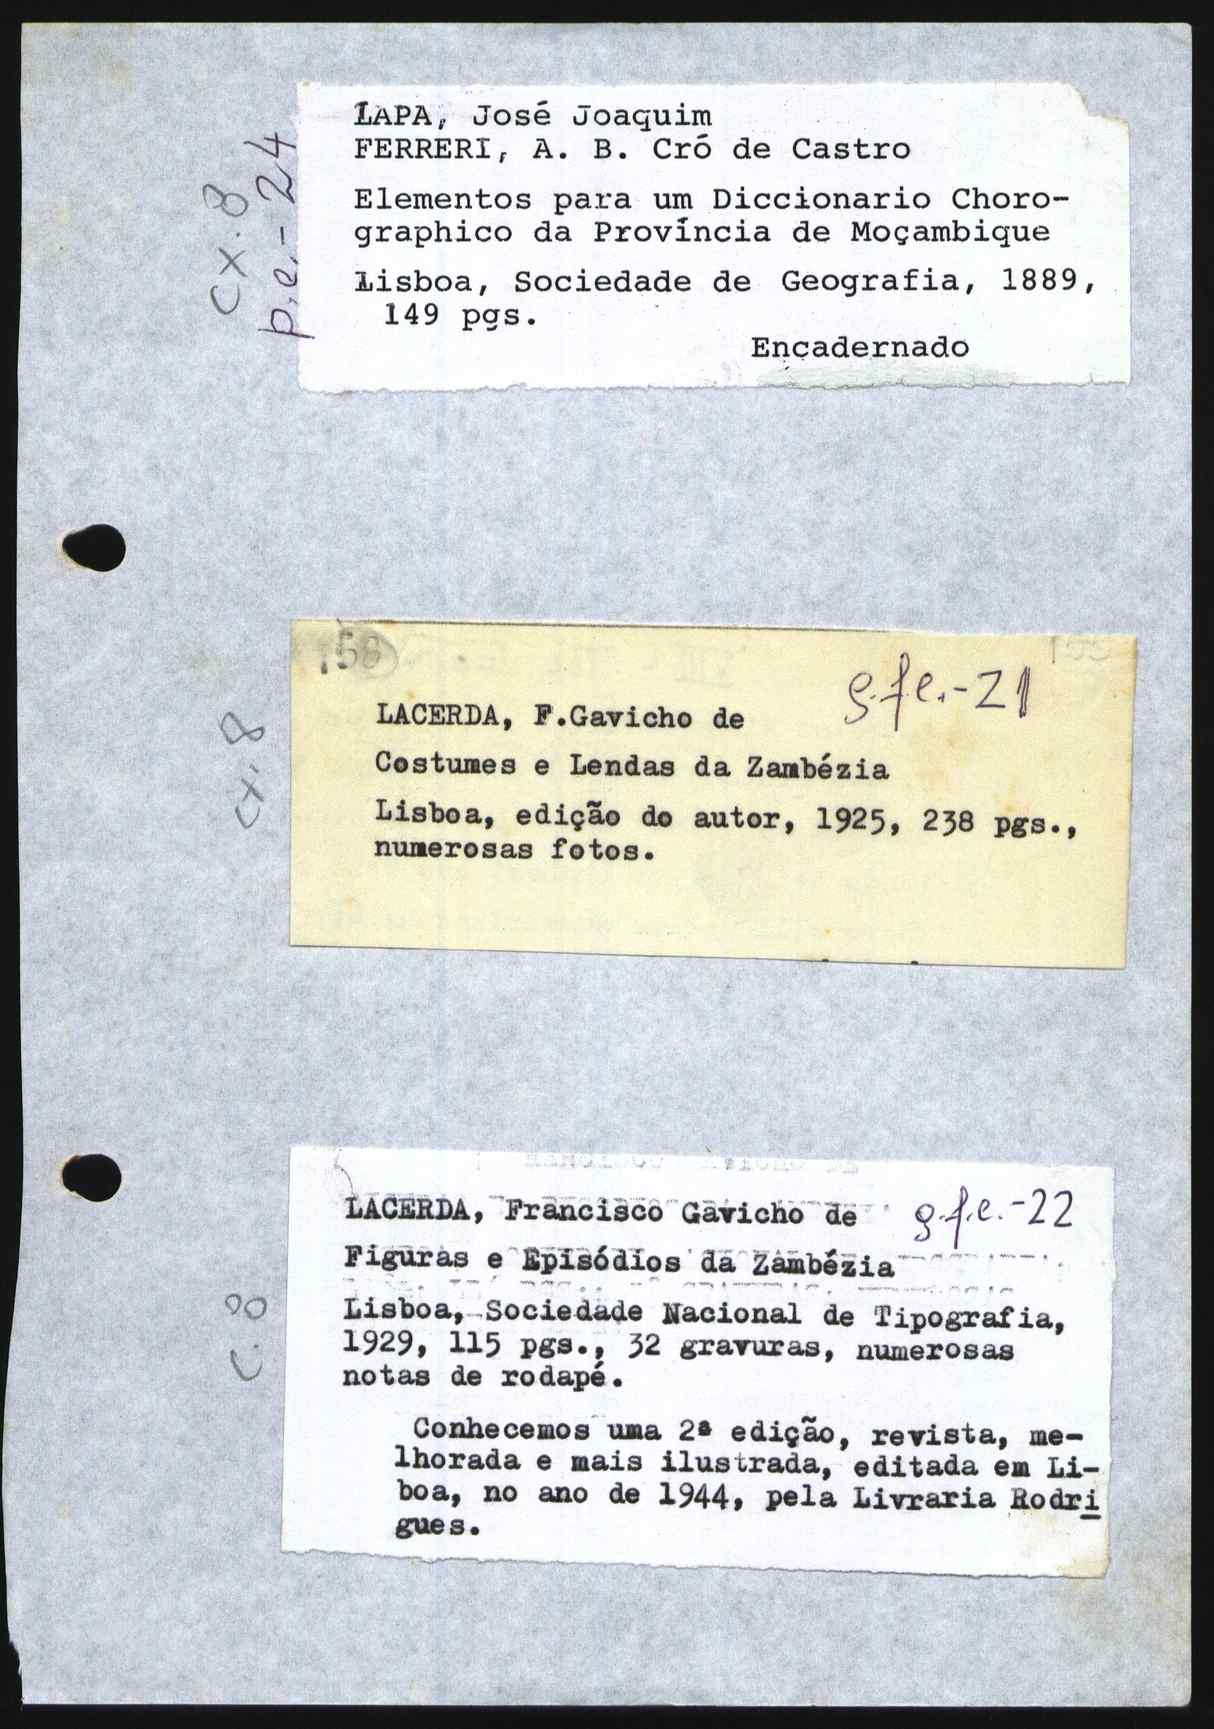 cx.8
p.e.-24
LAPA, José Joaquim
FERRERI, A. B. Cró de Castro
Elementos para um Diccionario Choro-
graphico da Província de Moçambique
Lisboa, Sociedade de Geografia, 1889,
149 pgs.
Encadernado
158
g.f.e.-21
cx.8
LACERDA, F.Gavicho de
Costumes e Lendas da Zambézia
Lisboa, edição do autor, 1925, 238 pgs.,
numerosas fotos.
g.f.e.-22
c.8
LACERDA, Francisco Gavicho de
Figuras e Episódios da Zambézia
Lisboa, Sociedade Nacional de Tipografia,
1929, 115 pgs., 32 gravuras, numerosas
notas de rodapé.
Conhecemos uma 2ª edição, revista, me-
lhorada e mais ilustrada, editada em Li-
boa, no ano de 1944, pela Livraria Rodri
gues.